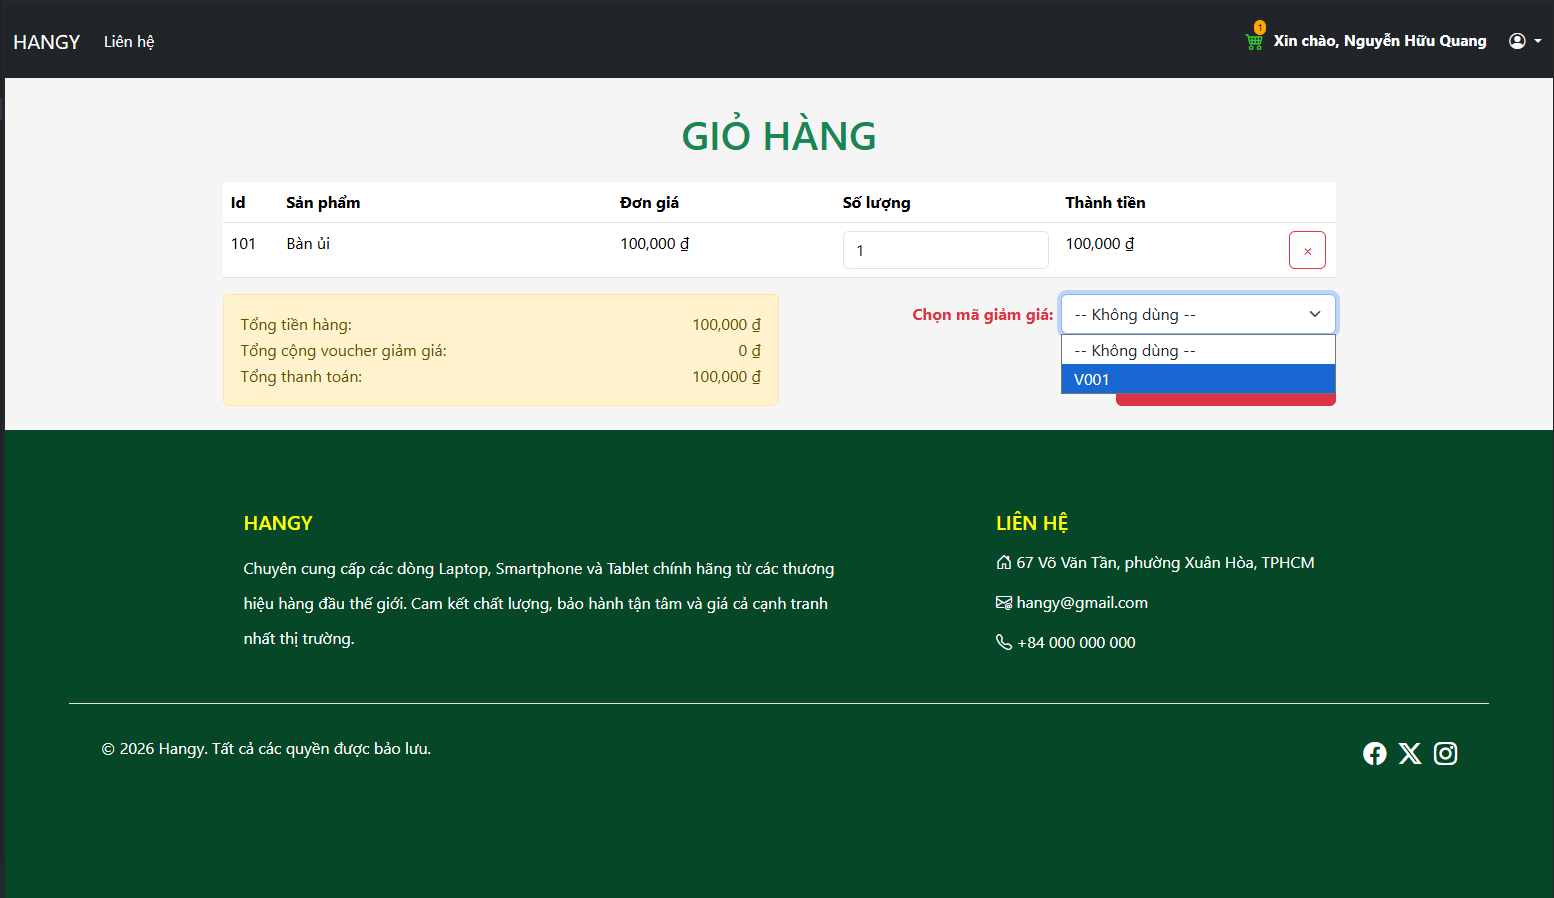 HANGY Liên hệ 1 Xin chào, Nguyễn Hữu Quang
GIỎ HÀNG
Id Sản phẩm Đơn giá Số lượng Thành tiền
101 Bàn ủi 100,000 ₫ 1 100,000 ₫ ×
Tổng tiền hàng: 100,000 ₫
Tổng cộng voucher giảm giá: 0 ₫
Tổng thanh toán: 100,000 ₫
Chọn mã giảm giá: -- Không dùng --
-- Không dùng --
V001
HANGY
Chuyên cung cấp các dòng Laptop, Smartphone và Tablet chính hãng từ các thương
hiệu hàng đầu thế giới. Cam kết chất lượng, bảo hành tận tâm và giá cả cạnh tranh
nhất thị trường.
LIÊN HỆ
67 Võ Văn Tần, phường Xuân Hòa, TPHCM
hangy@gmail.com
+84 000 000 000
© 2026 Hangy. Tất cả các quyền được bảo lưu.